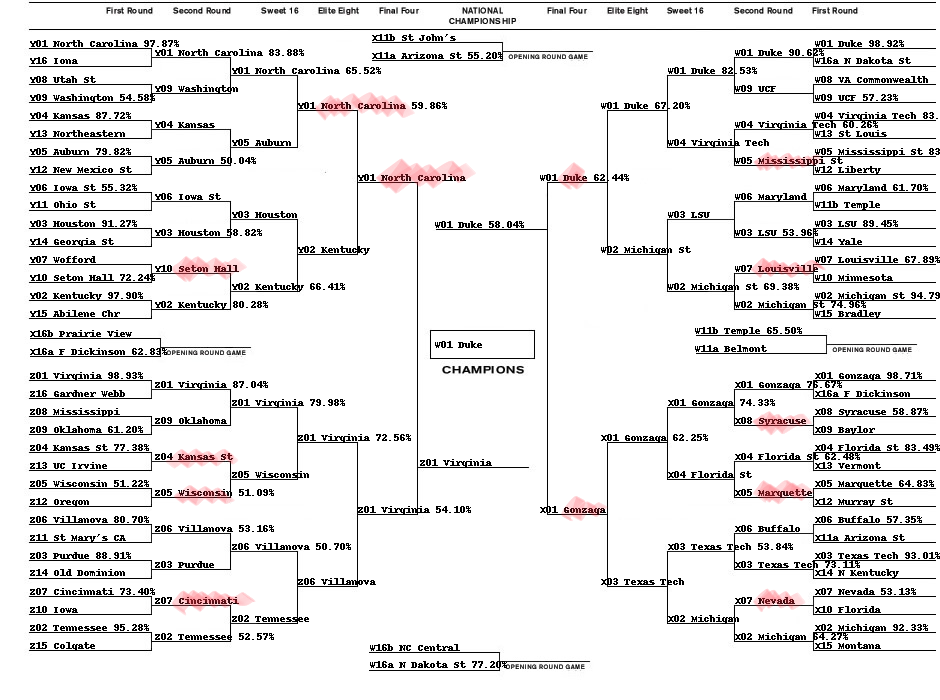 First Round Second Round Sweet 16 Elite Eight Final Four NATIONAL CHAMPIONSHIP Final Four Elite Eight Sweet 16 Second Round First Round
X11b St John's
X11a Arizona St 55.20%
OPENING ROUND GAME
Y01 North Carolina 97.87%
Y16 Iona
Y08 Utah St
Y09 Washington 54.58%
Y04 Kansas 87.72%
Y13 Northeastern
Y05 Auburn 79.82%
Y12 New Mexico St
Y06 Iowa St 55.32%
Y11 Ohio St
Y03 Houston 91.27%
Y14 Georgia St
Y07 Wofford
Y10 Seton Hall 72.24%
Y02 Kentucky 97.90%
Y15 Abilene Chr
Y01 North Carolina 83.88%
Y09 Washington
Y04 Kansas
Y05 Auburn 50.04%
Y06 Iowa St
Y03 Houston 58.82%
Y10 Seton Hall
Y02 Kentucky 80.28%
Y01 North Carolina 65.52%
Y05 Auburn
Y03 Houston
Y02 Kentucky 66.41%
Y01 North Carolina 59.86%
Y02 Kentucky
Y01 North Carolina
X16b Prairie View
X16a F Dickinson 62.83%
OPENING ROUND GAME
Z01 Virginia 98.93%
Z16 Gardner Webb
Z08 Mississippi
Z09 Oklahoma 61.20%
Z04 Kansas St 77.38%
Z13 UC Irvine
Z05 Wisconsin 51.22%
Z12 Oregon
Z06 Villanova 80.70%
Z11 St Mary's CA
Z03 Purdue 88.91%
Z14 Old Dominion
Z07 Cincinnati 73.40%
Z10 Iowa
Z02 Tennessee 95.28%
Z15 Colgate
Z01 Virginia 87.04%
Z09 Oklahoma
Z04 Kansas St
Z05 Wisconsin 51.09%
Z06 Villanova 53.16%
Z03 Purdue
Z07 Cincinnati
Z02 Tennessee 52.57%
Z01 Virginia 79.98%
Z05 Wisconsin
Z06 Villanova 50.70%
Z02 Tennessee
Z01 Virginia 72.56%
Z06 Villanova
Z01 Virginia 54.10%
W01 Duke 58.04%
W01 Duke
CHAMPIONS
Z01 Virginia
W16b NC Central
W16a N Dakota St 77.20%
OPENING ROUND GAME
W01 Duke 62.44%
W01 Duke 67.20%
W02 Michigan St
W01 Duke 82.53%
W04 Virginia Tech
W03 LSU
W02 Michigan St 69.38%
W01 Duke 90.62%
W09 UCF
W04 Virginia Tech 60.26%
W05 Mississippi St
W06 Maryland
W03 LSU 53.96%
W07 Louisville
W02 Michigan St 74.96%
W01 Duke 98.92%
W16a N Dakota St
W08 VA Commonwealth
W09 UCF 57.23%
W04 Virginia Tech 83.
W13 St Louis
W05 Mississippi St 83
W12 Liberty
W06 Maryland 61.70%
W11b Temple
W03 LSU 89.45%
W14 Yale
W07 Louisville 67.89%
W10 Minnesota
W02 Michigan St 94.79
W15 Bradley
W11b Temple 65.50%
W11a Belmont
OPENING ROUND GAME
X01 Gonzaga
X01 Gonzaga 62.25%
X03 Texas Tech
X01 Gonzaga 74.33%
X04 Florida St
X03 Texas Tech 53.84%
X02 Michigan
X01 Gonzaga 76.67%
X08 Syracuse
X04 Florida St 62.48%
X05 Marquette
X06 Buffalo
X03 Texas Tech 73.11%
X07 Nevada
X02 Michigan 64.27%
X01 Gonzaga 98.71%
X16a F Dickinson
X08 Syracuse 58.87%
X09 Baylor
X04 Florida St 83.49%
X13 Vermont
X05 Marquette 64.83%
X12 Murray St
X06 Buffalo 57.35%
X11a Arizona St
X03 Texas Tech 93.01%
X14 N Kentucky
X07 Nevada 53.13%
X10 Florida
X02 Michigan 92.33%
X15 Montana